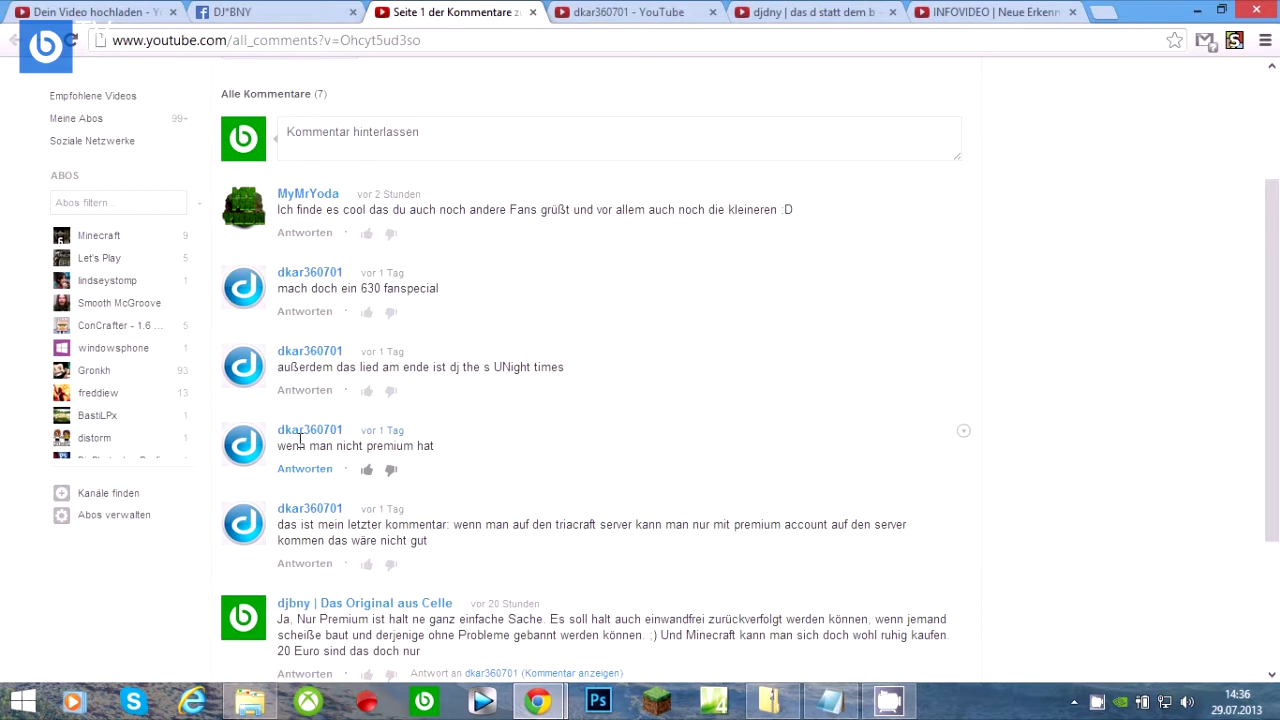 Dein Video hochladen - Y
DJ*BNY
Seite 1 der Kommentare z
dkar360701 - YouTube
djdny | das d statt dem b
INFOVIDEO | Neue Erkenn
www.youtube.com/all_comments?v=Ohcyt5ud3so
Empfohlene Videos
Meine Abos 99+
Soziale Netzwerke
ABOS
Abos filtern ...
Minecraft 9
Let's Play 5
lindseystomp 1
Smooth McGroove
ConCrafter - 1.6 ... 5
windowsphone 1
Gronkh 93
freddiew 13
BastiLPx 1
distorm 1
Kanäle finden
Abos verwalten
Alle Kommentare (7)
Kommentar hinterlassen
MyMrYoda vor 2 Stunden
Ich finde es cool das du auch noch andere Fans grüßt und vor allem auch noch die kleineren :D
Antworten ·
dkar360701 vor 1 Tag
mach doch ein 630 fanspecial
Antworten ·
dkar360701 vor 1 Tag
außerdem das lied am ende ist dj the s UNight times
Antworten ·
dkar360701 vor 1 Tag
wenn man nicht premium hat
Antworten ·
dkar360701 vor 1 Tag
das ist mein letzter kommentar: wenn man auf den triacraft server kann man nur mit premium account auf den server
kommen das wäre nicht gut
Antworten ·
djbny | Das Original aus Celle vor 20 Stunden
Ja, Nur Premium ist halt ne ganz einfache Sache. Es soll halt auch einwandfrei zurückverfolgt werden können, wenn jemand
scheiße baut und derjenige ohne Probleme gebannt werden können. ;) Und Minecraft kann man sich doch wohl ruhig kaufen.
20 Euro sind das doch nur
Antworten · Antwort an dkar360701 (Kommentar anzeigen)
14:36
29.07.2013